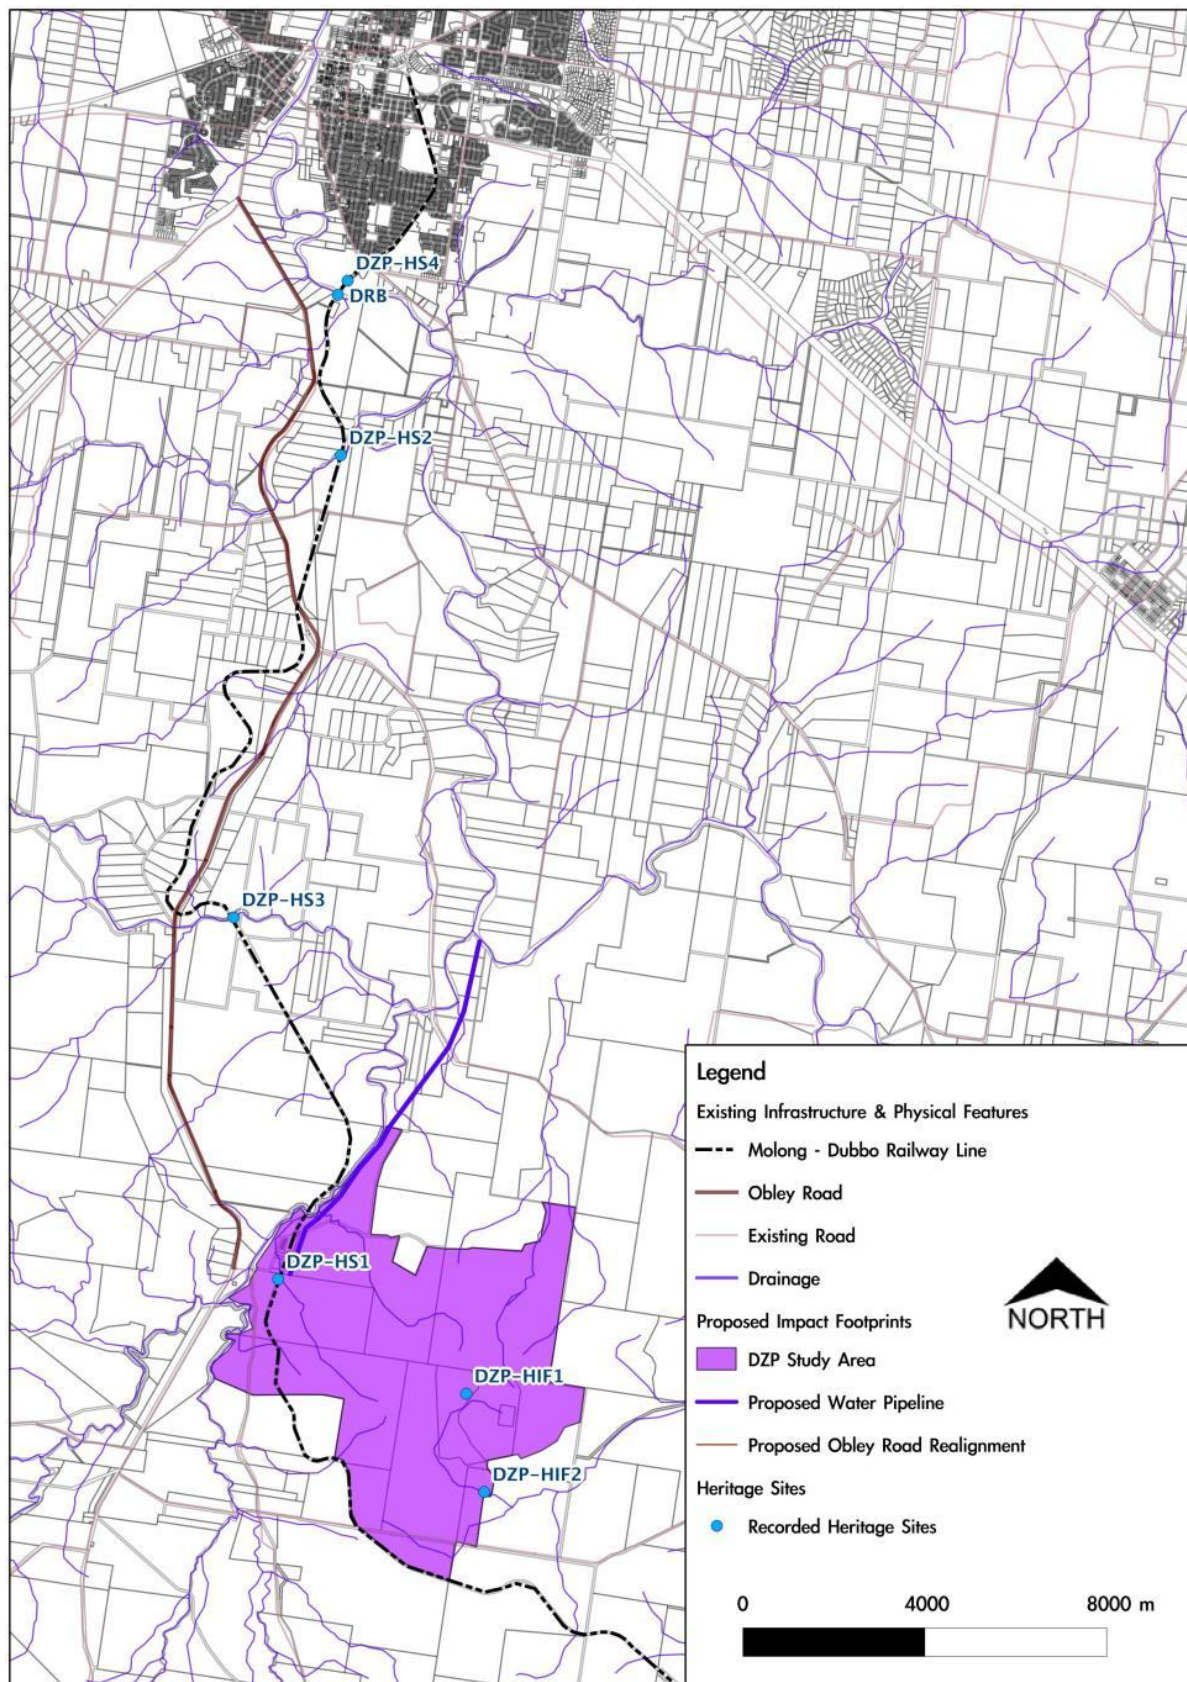 DZP-HS4
DRB
DZP-HS2
DZP-HS3
DZP-HS1
DZP-HIF1
DZP-HIF2
Legend
Existing Infrastructure & Physical Features
Molong - Dubbo Railway Line
Obley Road
Existing Road
Drainage
Proposed Impact Footprints
DZP Study Area
Proposed Water Pipeline
Proposed Obley Road Realignment
Heritage Sites
Recorded Heritage Sites
NORTH
0 4000 8000 m